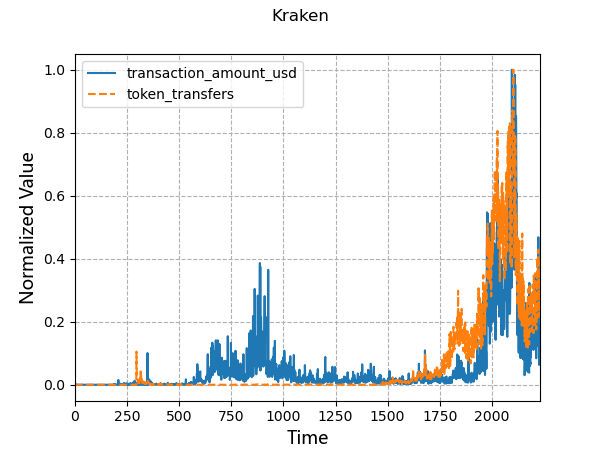 Kraken
transaction_amount_usd
token_transfers
Normalized Value
1.0
0.8
0.6
0.4
0.2
0.0
0 250 500 750 1000 1250 1500 1750 2000
Time